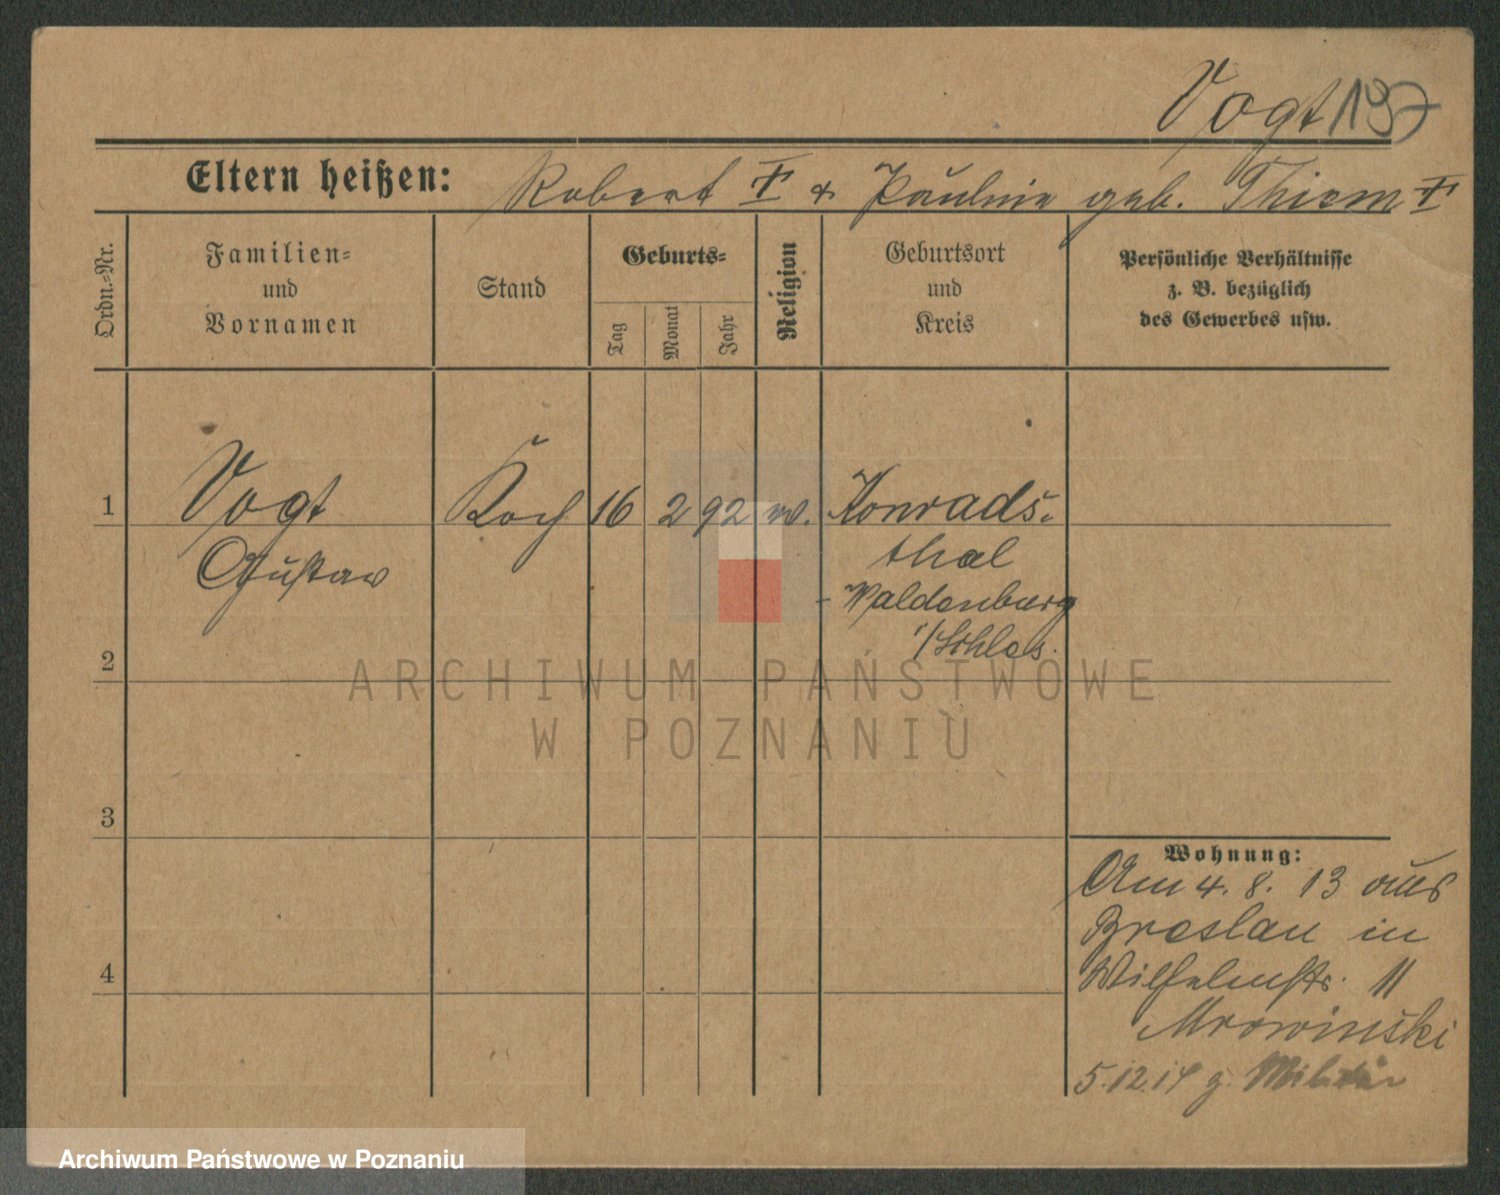 Vogt 197
Eltern heißen: Robert † & Pauline geb. Thiem †
Ordn.-Nr.
Familien-
und
Vornamen
Stand
Geburts-
Tag
Monat
Jahr
Religion
Geburtsort
und
Kreis
Persönliche Verhältnisse
z. B. bezüglich
des Gewerbes usw.
1 Vogt Koch 16 2 92 ev. Konrads-
Gustav thal
Waldenburg
i/Schles.
2
3
4
Wohnung:
Am 4. 8. 13 aus
Breslau in
Wilhelmstr. 11
Mrowinski
5.12.14 z. Militär
ARCHIWUM PAŃSTWOWE
W POZNANIU
Archiwum Państwowe w Poznaniu